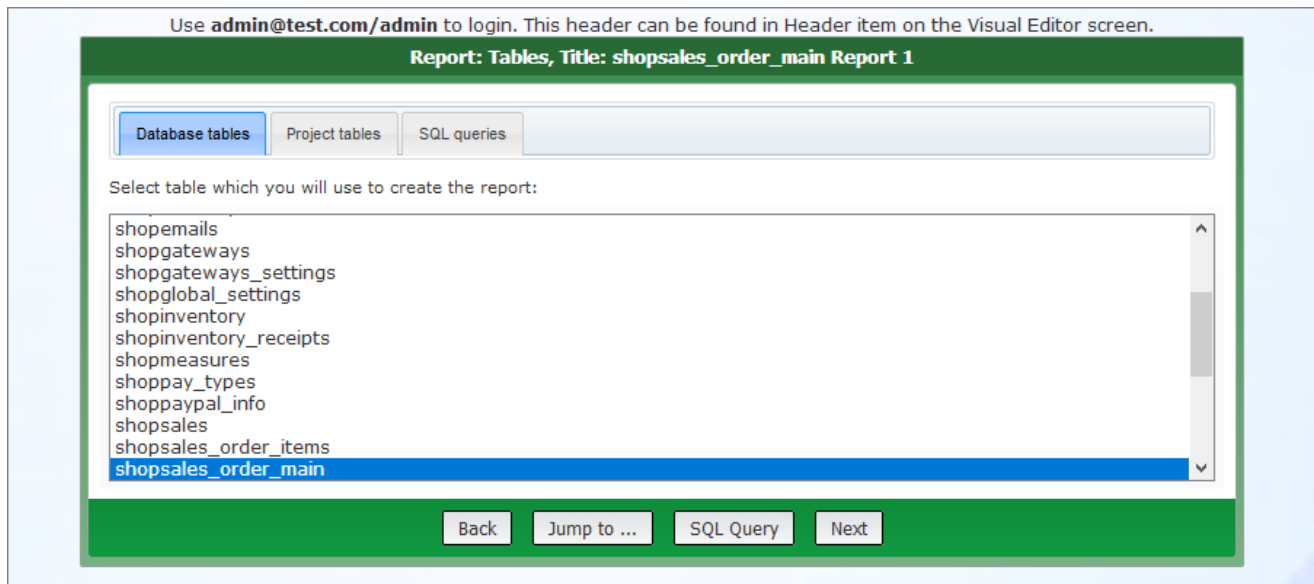 Use admin@test.com/admin to login. This header can be found in Header item on the Visual Editor screen.
Report: Tables, Title: shopsales_order_main Report 1
Database tables
Project tables
SQL queries
Select table which you will use to create the report:
shopemails
shopgateways
shopgateways_settings
shopglobal_settings
shopinventory
shopinventory_receipts
shopmeasures
shoppay_types
shoppaypal_info
shopsales
shopsales_order_items
shopsales_order_main
Back
Jump to ...
SQL Query
Next